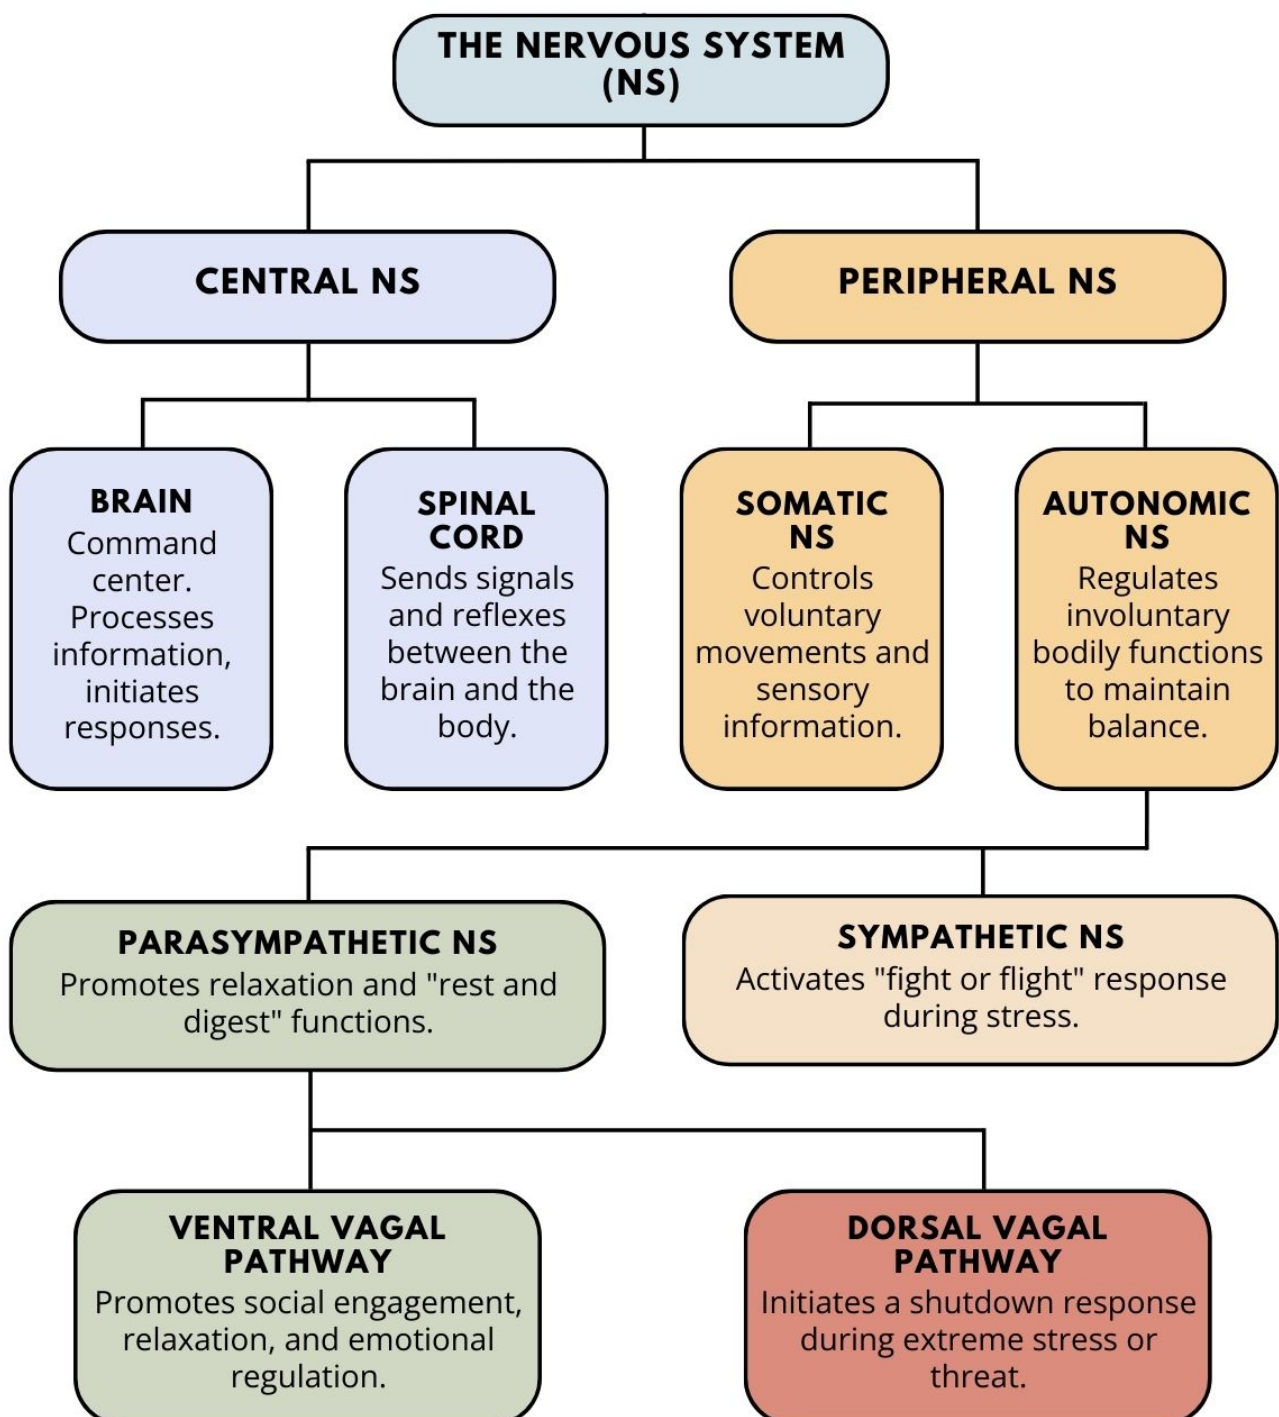 THE NERVOUS SYSTEM
(NS)
CENTRAL NS
PERIPHERAL NS
BRAIN
Command
center.
Processes
information,
initiates
responses.
SPINAL
CORD
Sends signals
and reflexes
between the
brain and the
body.
SOMATIC
NS
Controls
voluntary
movements and
sensory
information.
AUTONOMIC
NS
Regulates
involuntary
bodily functions
to maintain
balance.
PARASYMPATHETIC NS
Promotes relaxation and "rest and
digest" functions.
SYMPATHETIC NS
Activates "fight or flight" response
during stress.
VENTRAL VAGAL
PATHWAY
Promotes social engagement,
relaxation, and emotional
regulation.
DORSAL VAGAL
PATHWAY
Initiates a shutdown response
during extreme stress or
threat.